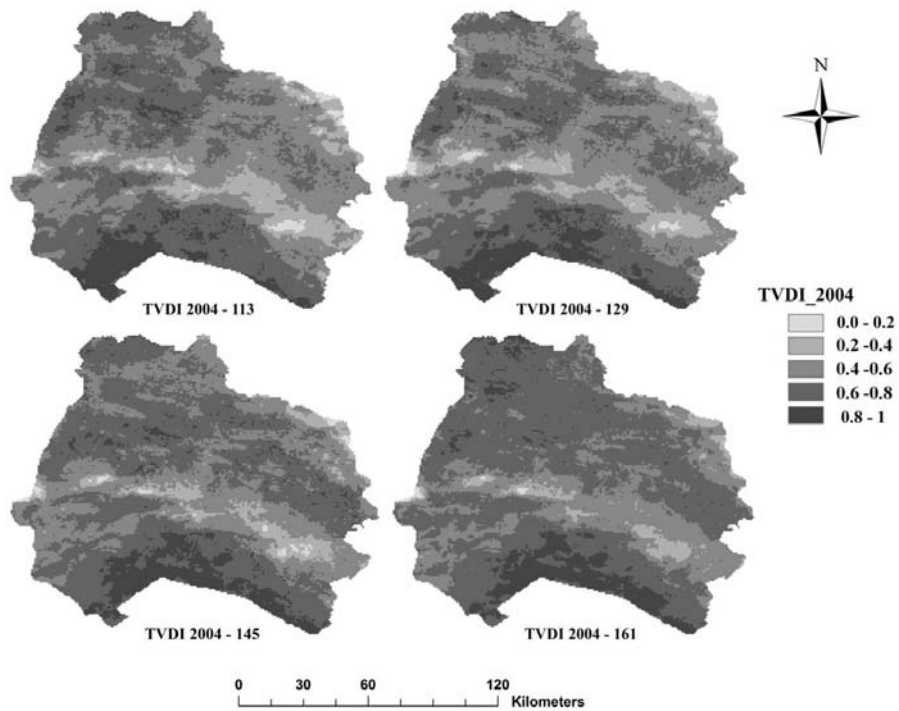 N
TVDI 2004 - 113
TVDI 2004 - 129
TVDI_2004
0.0 - 0.2
0.2 -0.4
0.4 -0.6
0.6 -0.8
0.8 - 1
TVDI 2004 - 145
TVDI 2004 - 161
0 30 60 120
Kilometers